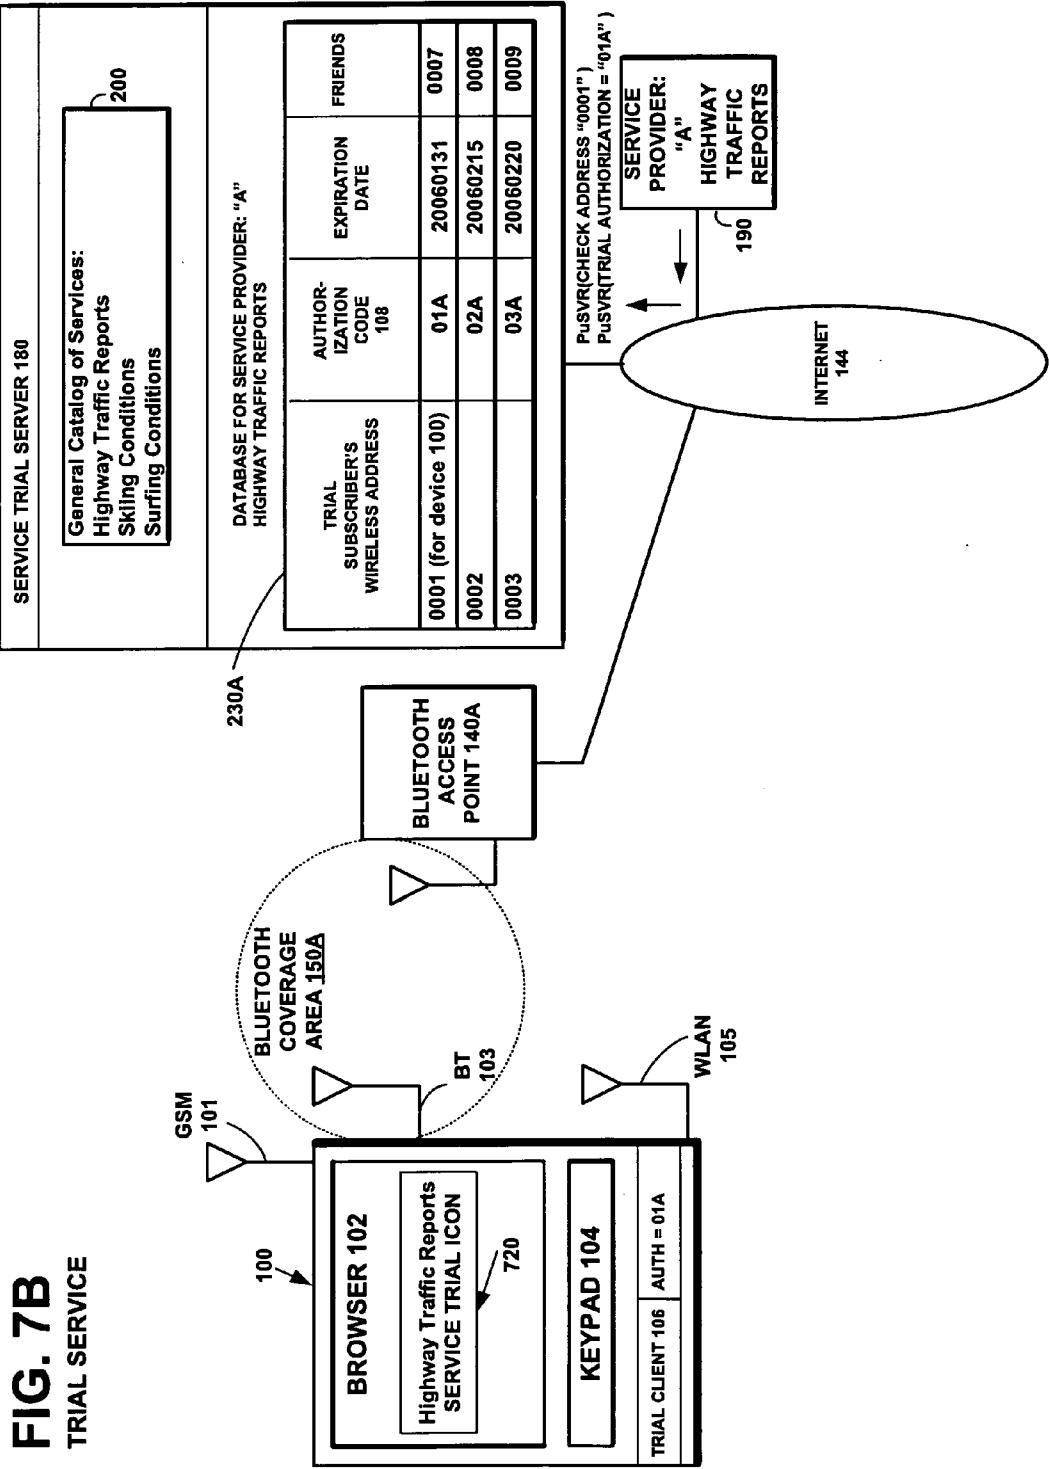 FIG. 7B
TRIAL SERVICE
100
BROWSER 102
Highway Traffic Reports
SERVICE TRIAL ICON
720
KEYPAD 104
TRIAL CLIENT 106
AUTH = 01A
GSM
101
BT
103
WLAN
105
BLUETOOTH
COVERAGE
AREA 150A
BLUETOOTH
ACCESS
POINT 140A
SERVICE TRIAL SERVER 180
General Catalog of Services:
Highway Traffic Reports
Skiing Conditions
Surfing Conditions
200
DATABASE FOR SERVICE PROVIDER: "A"
HIGHWAY TRAFFIC REPORTS
230A
TRIAL
SUBSCRIBER'S
WIRELESS ADDRESS
AUTHOR-
IZATION
CODE
108
EXPIRATION
DATE
FRIENDS
0001 (for device 100) 01A 20060131 0007
0002 02A 20060215 0008
0003 03A 20060220 0009
PuSVR(CHECK ADDRESS "0001" )
PuSVR(TRIAL AUTHORIZATION = "01A" )
SERVICE
PROVIDER:
"A"
HIGHWAY
TRAFFIC
REPORTS
190
INTERNET
144